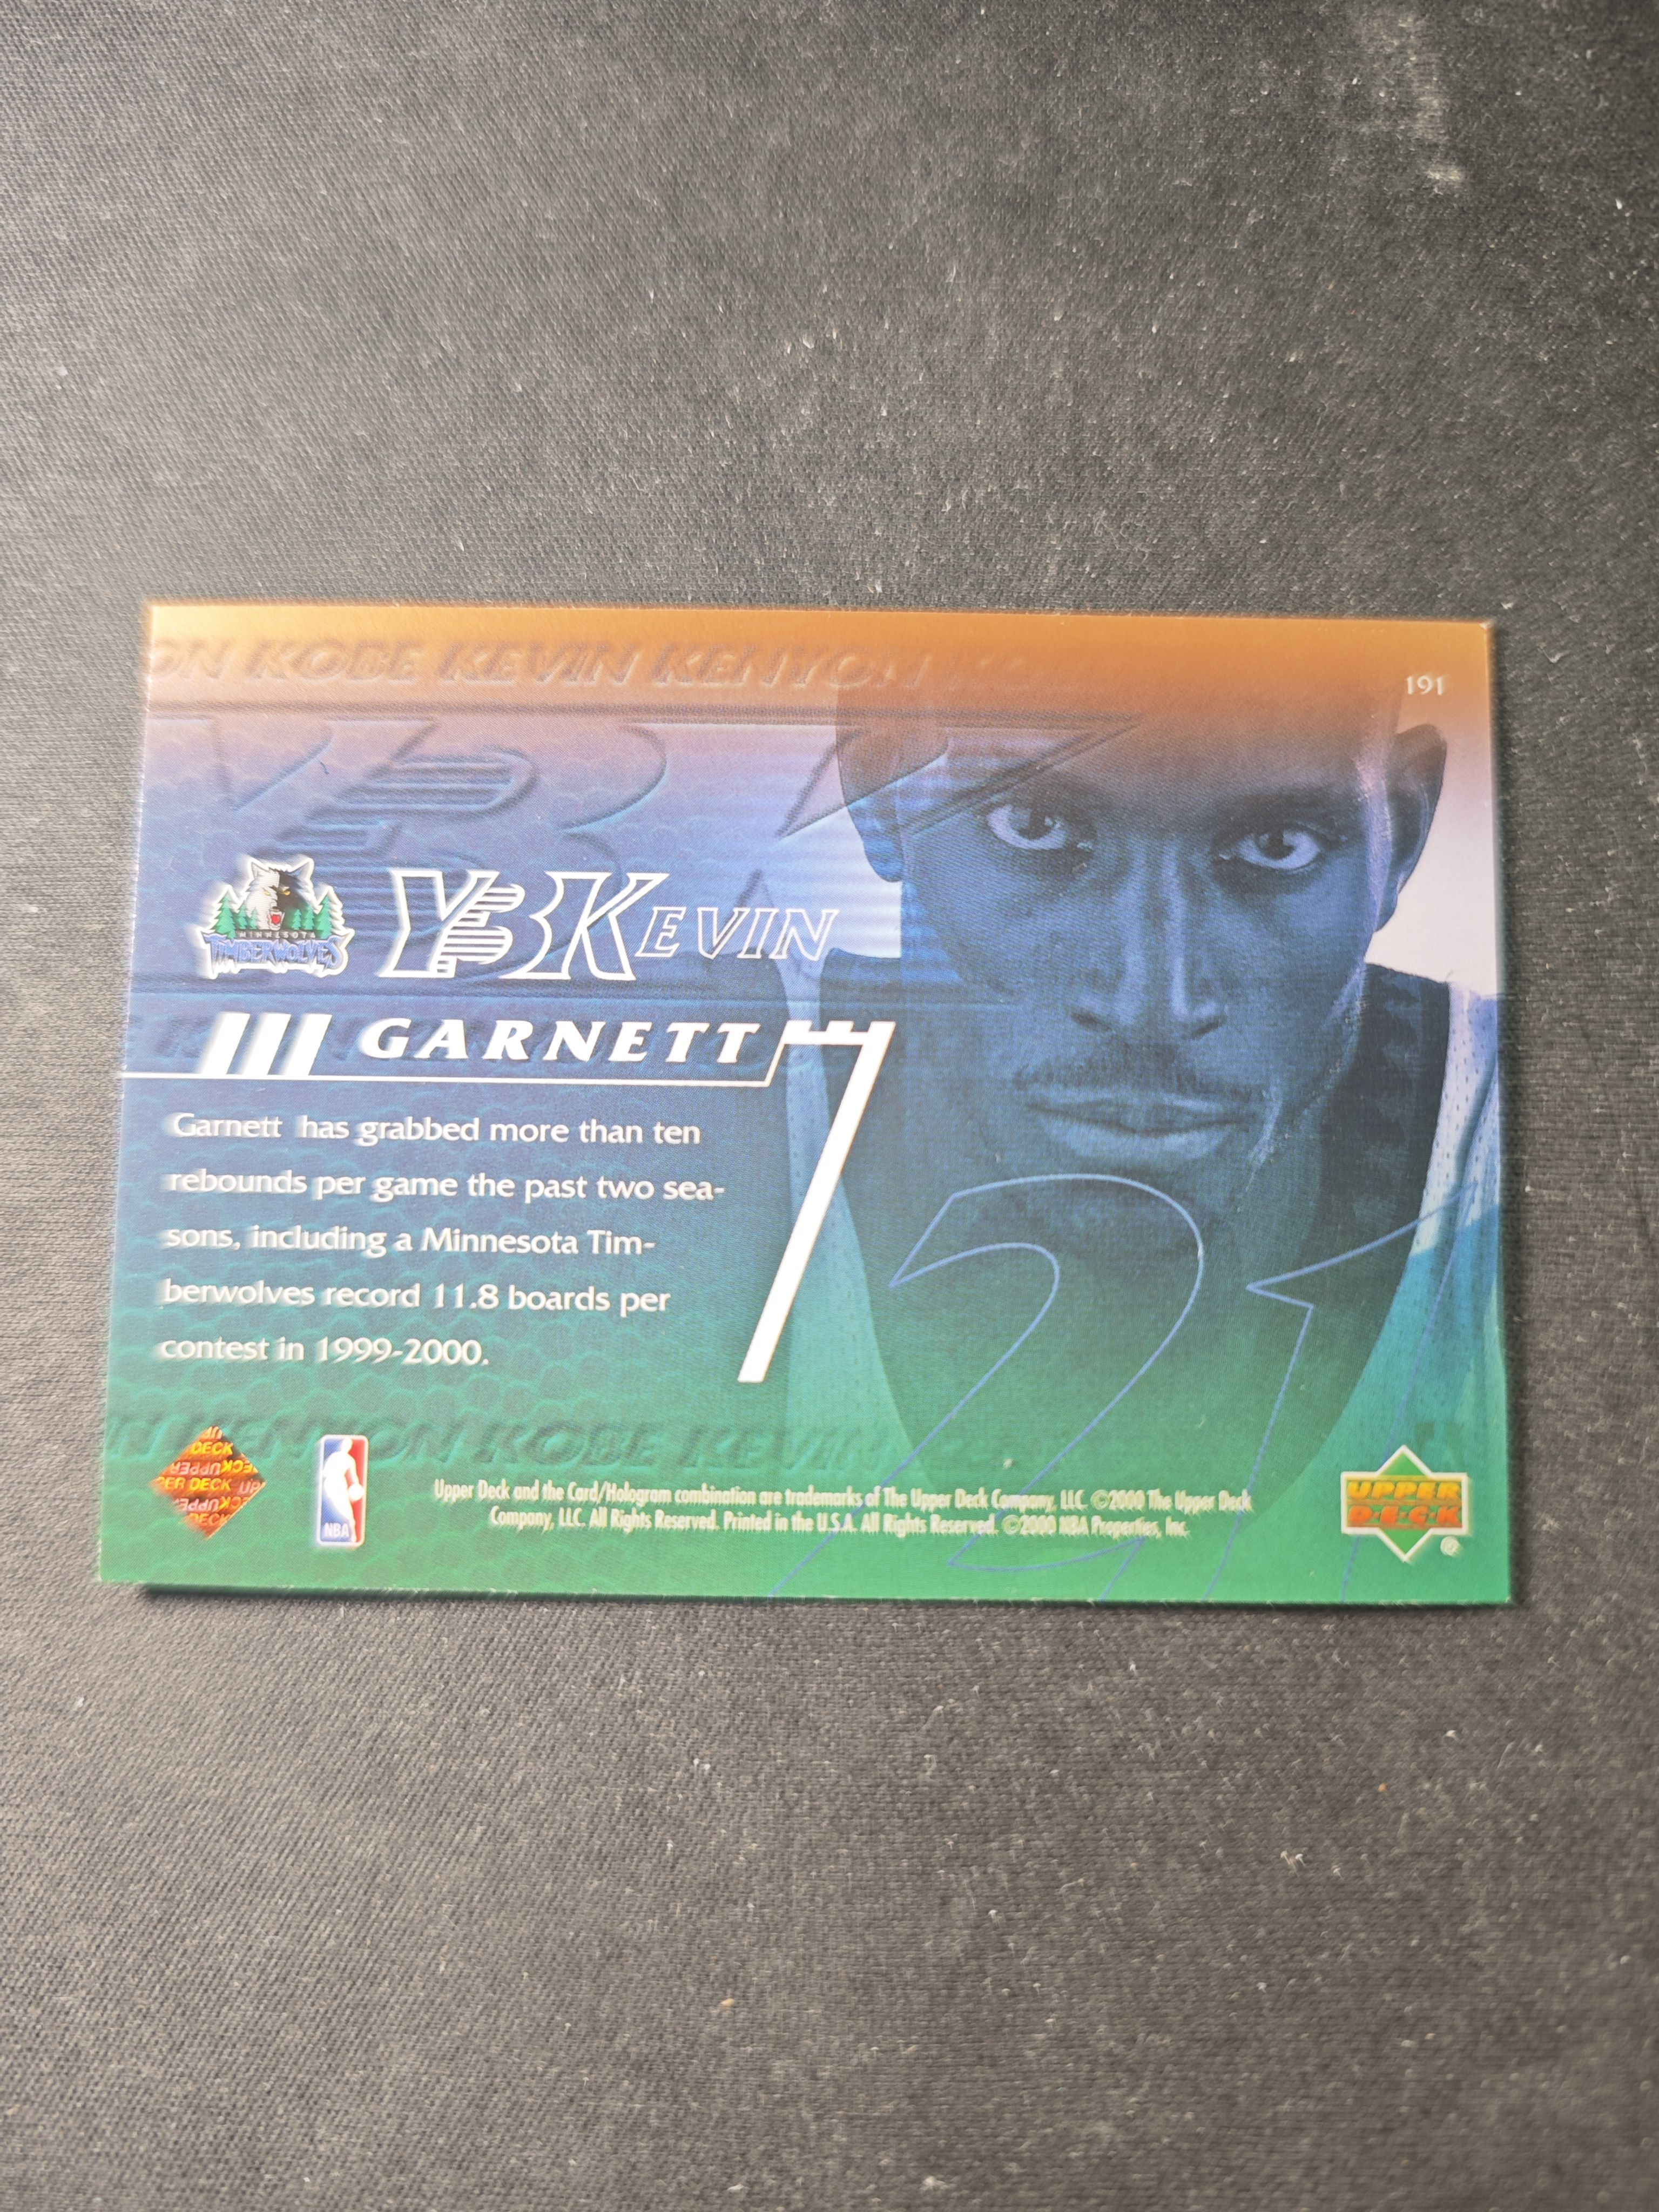 ON KOBE KEVIN KENYON KO
191
Y3K
MINNESOTA
TIMBERWOLVES
Y3KEVIN
GARNETT
7
Garnett has grabbed more than ten
rebounds per game the past two sea-
sons, including a Minnesota Tim-
berwolves record 11.8 boards per
contest in 1999-2000.
21
N KENYON KOBE KEVIN
UPPER DECK
NBA
Upper Deck and the Card/Hologram combination are trademarks of The Upper Deck Company, LLC. ©2000 The Upper Deck
Company, LLC. All Rights Reserved. Printed in the U.S.A. All Rights Reserved. ©2000 NBA Properties, Inc.
UPPER
D·E·C·K
®